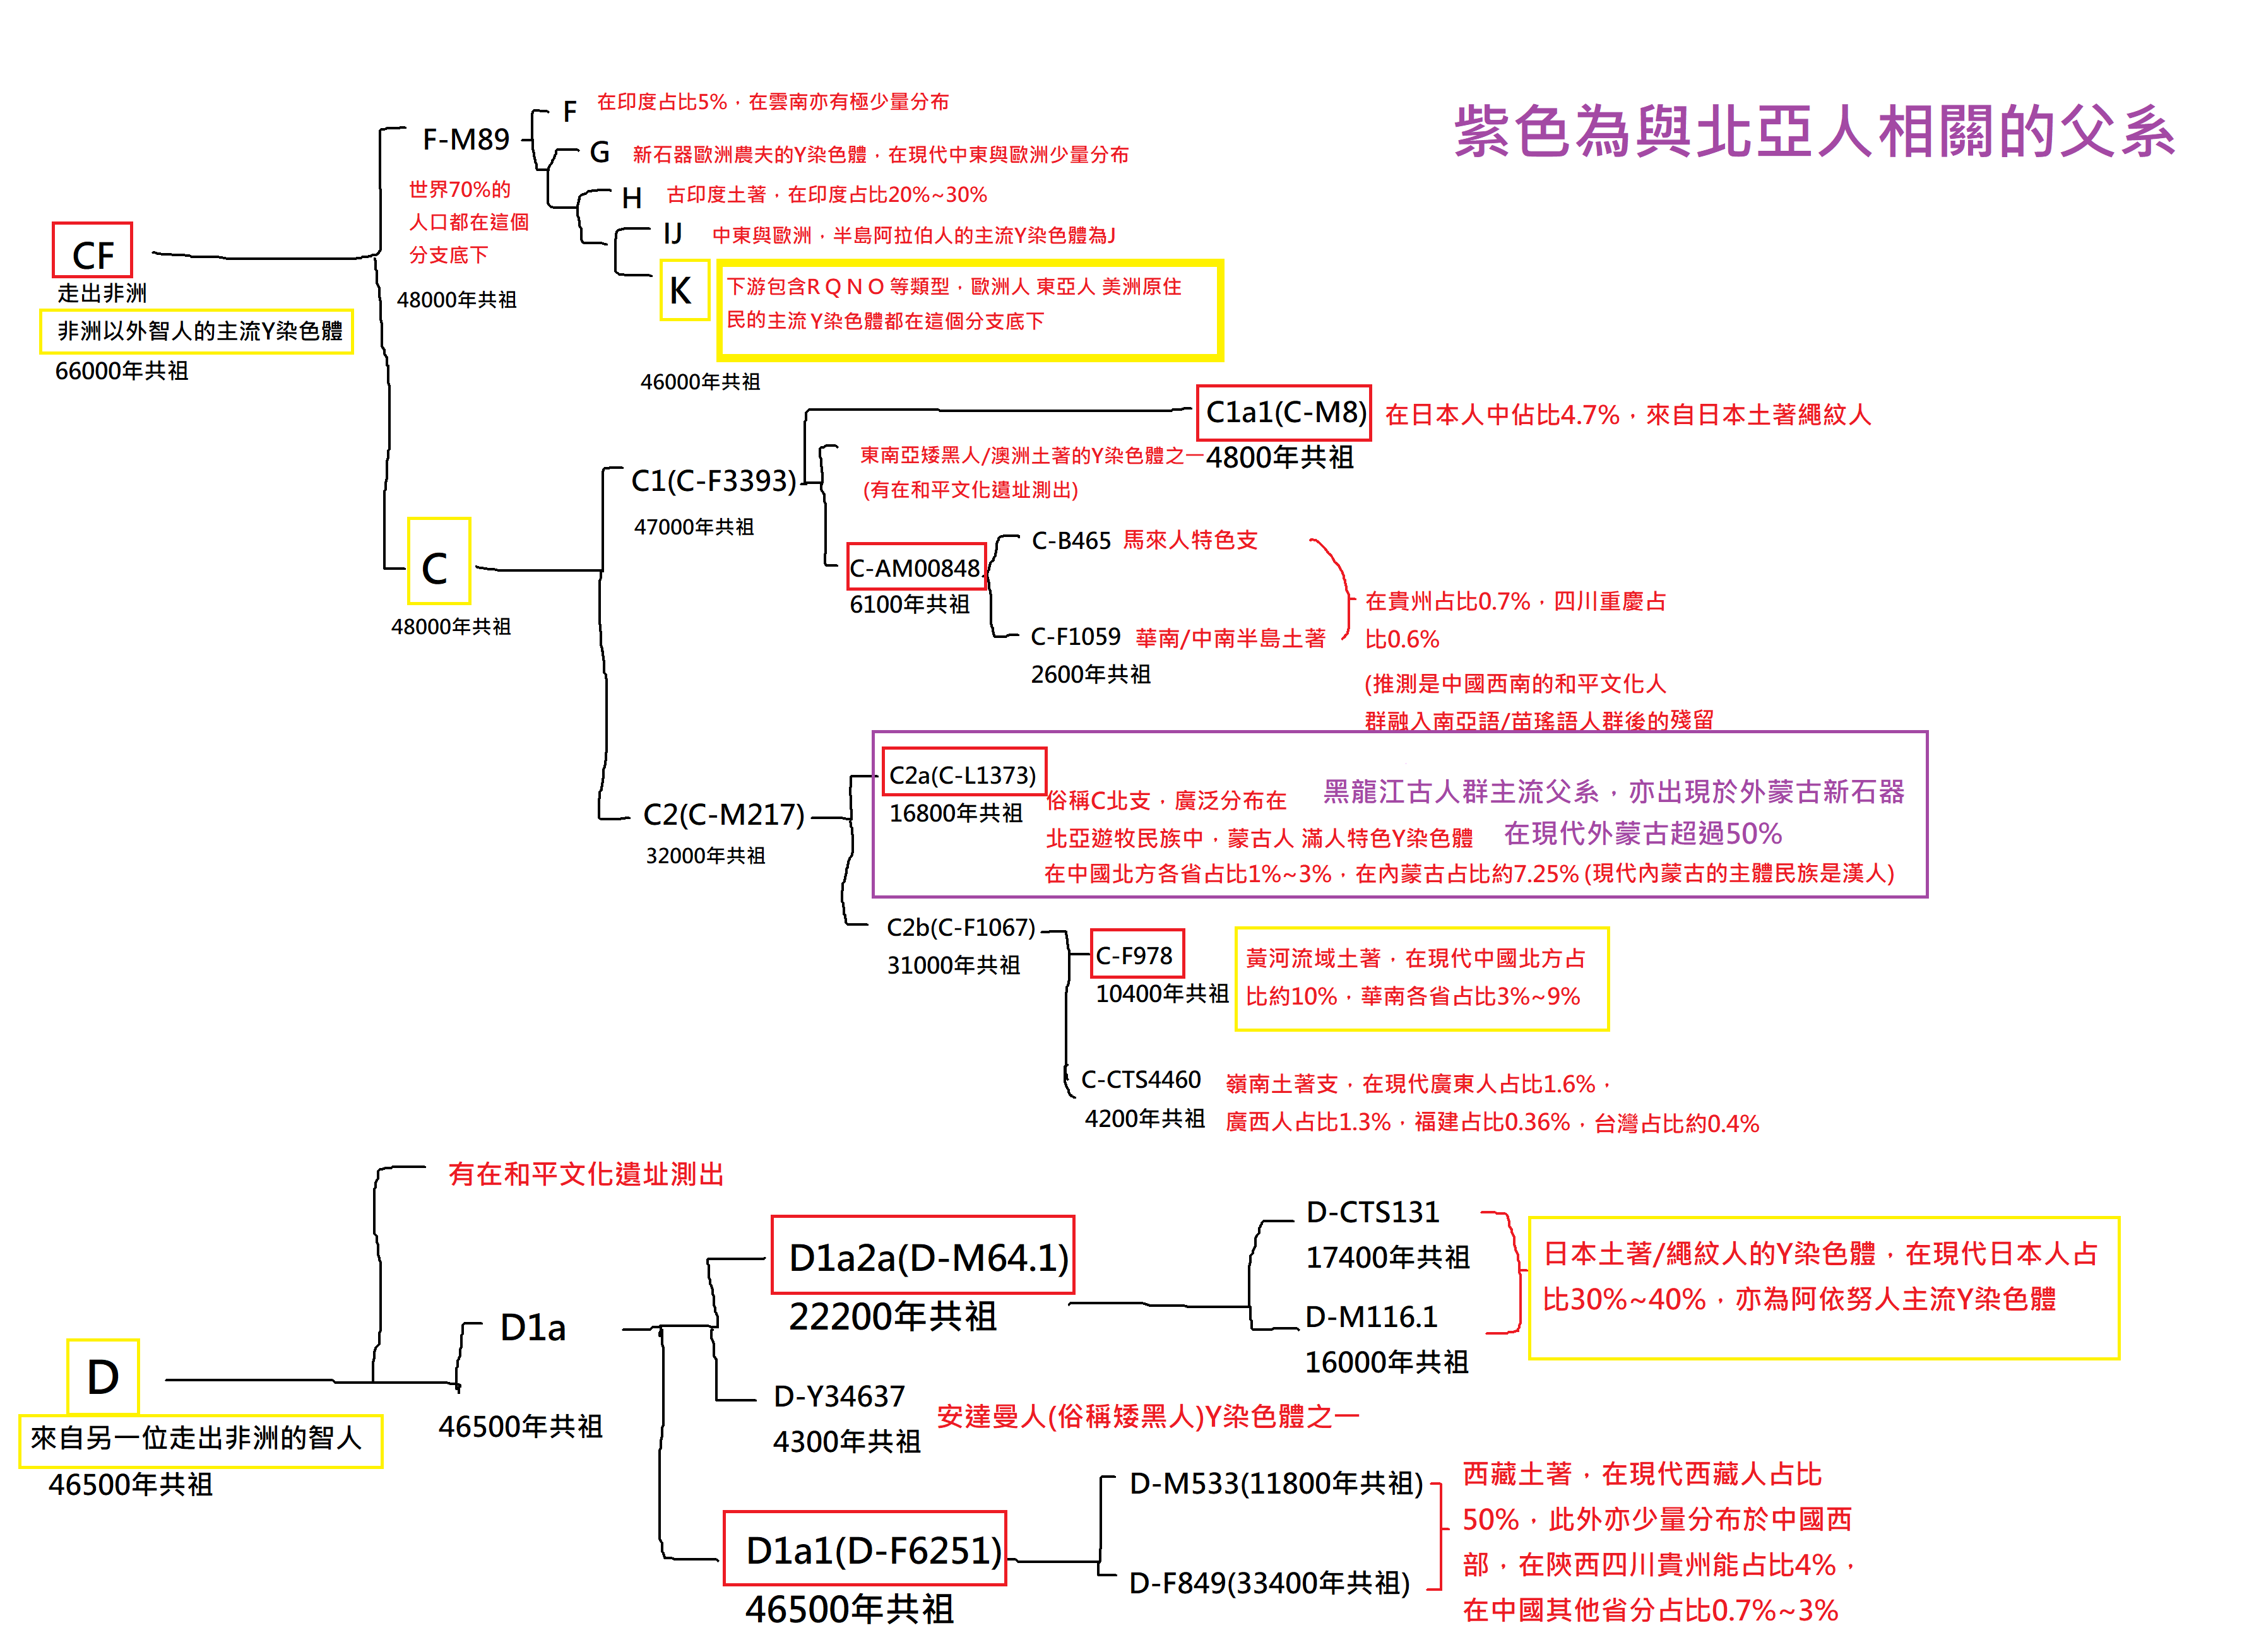 紫色為與北亞人相關的父系
F 在印度占比5%，在雲南亦有極少量分布
F-M89
G 新石器歐洲農夫的Y染色體，在現代中東與歐洲少量分布
世界70%的
人口都在這個
分支底下
48000年共祖
H 古印度土著，在印度占比20%~30%
IJ 中東與歐洲，半島阿拉伯人的主流Y染色體為J
K
下游包含R Q N O 等類型，歐洲人 東亞人 美洲原住
民的主流 Y染色體都在這個分支底下
46000年共祖
CF
走出非洲
非洲以外智人的主流Y染色體
66000年共祖
C1a1(C-M8) 在日本人中佔比4.7%，來自日本土著繩紋人
4800年共祖
C1(C-F3393)
47000年共祖
東南亞矮黑人/澳洲土著的Y染色體之一
(有在和平文化遺址測出)
C
48000年共祖
C-AM00848
6100年共祖
C-B465 馬來人特色支
C-F1059 華南/中南半島土著
2600年共祖
在貴州占比0.7%，四川重慶占
比0.6%
(推測是中國西南的和平文化人
群融入南亞語/苗瑤語人群後的殘留
C2(C-M217)
32000年共祖
C2a(C-L1373)
16800年共祖
俗稱C北支，廣泛分布在
北亞遊牧民族中，蒙古人 滿人特色Y染色體
黑龍江古人群主流父系，亦出現於外蒙古新石器
在現代外蒙古超過50%
在中國北方各省占比1%~3%，在內蒙古占比約7.25% (現代內蒙古的主體民族是漢人)
C2b(C-F1067)
31000年共祖
C-F978
10400年共祖
黃河流域土著，在現代中國北方占
比約10%，華南各省占比3%~9%
C-CTS4460
4200年共祖
嶺南土著支，在現代廣東人占比1.6%，
廣西人占比1.3%，福建占比0.36%，台灣占比約0.4%
有在和平文化遺址測出
D
來自另一位走出非洲的智人
46500年共祖
D1a
46500年共祖
D1a2a(D-M64.1)
22200年共祖
D-CTS131
17400年共祖
D-M116.1
16000年共祖
日本土著/繩紋人的Y染色體，在現代日本人占
比30%~40%，亦為阿依努人主流Y染色體
D-Y34637
4300年共祖
安達曼人(俗稱矮黑人)Y染色體之一
D1a1(D-F6251)
46500年共祖
D-M533(11800年共祖)
D-F849(33400年共祖)
西藏土著，在現代西藏人占比
50%，此外亦少量分布於中國西
部，在陝西四川貴州能占比4%，
在中國其他省分占比0.7%~3%